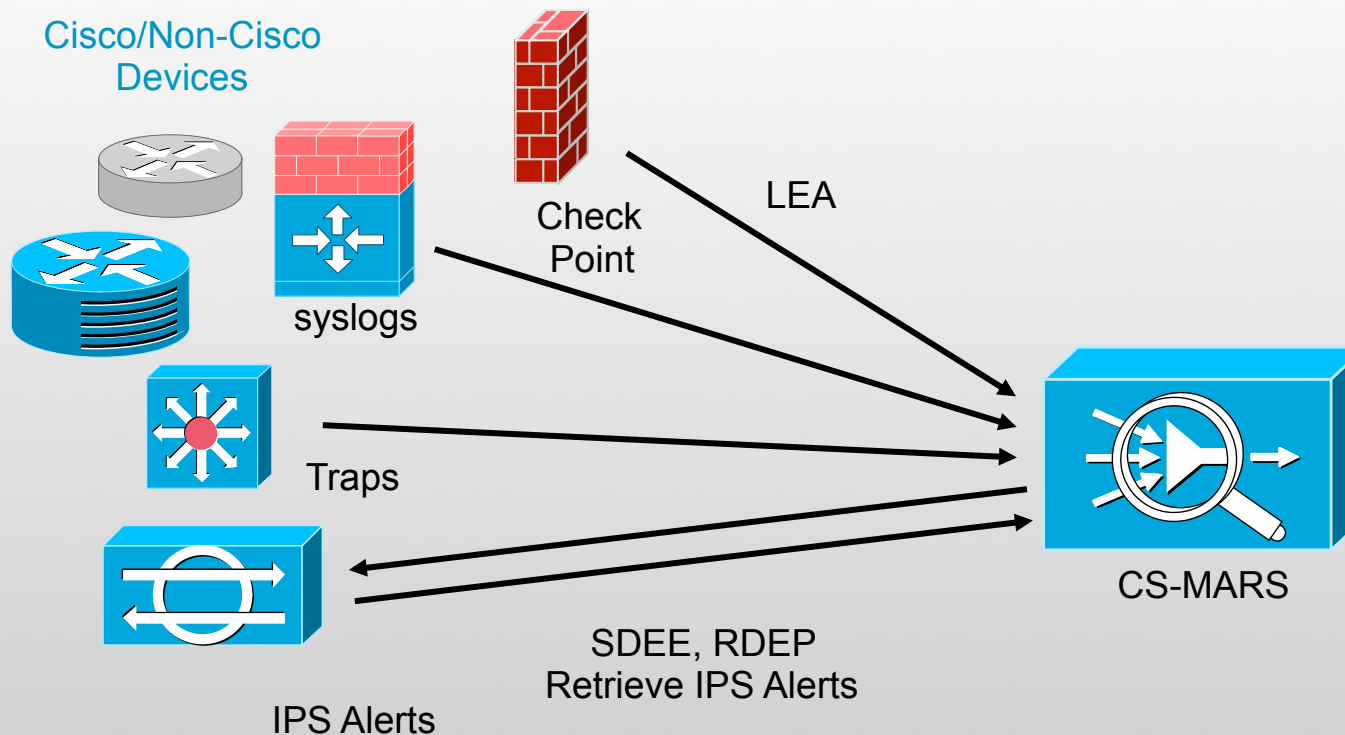 Cisco/Non-Cisco
Devices
Check
Point
LEA
syslogs
Traps
CS-MARS
SDEE, RDEP
Retrieve IPS Alerts
IPS Alerts